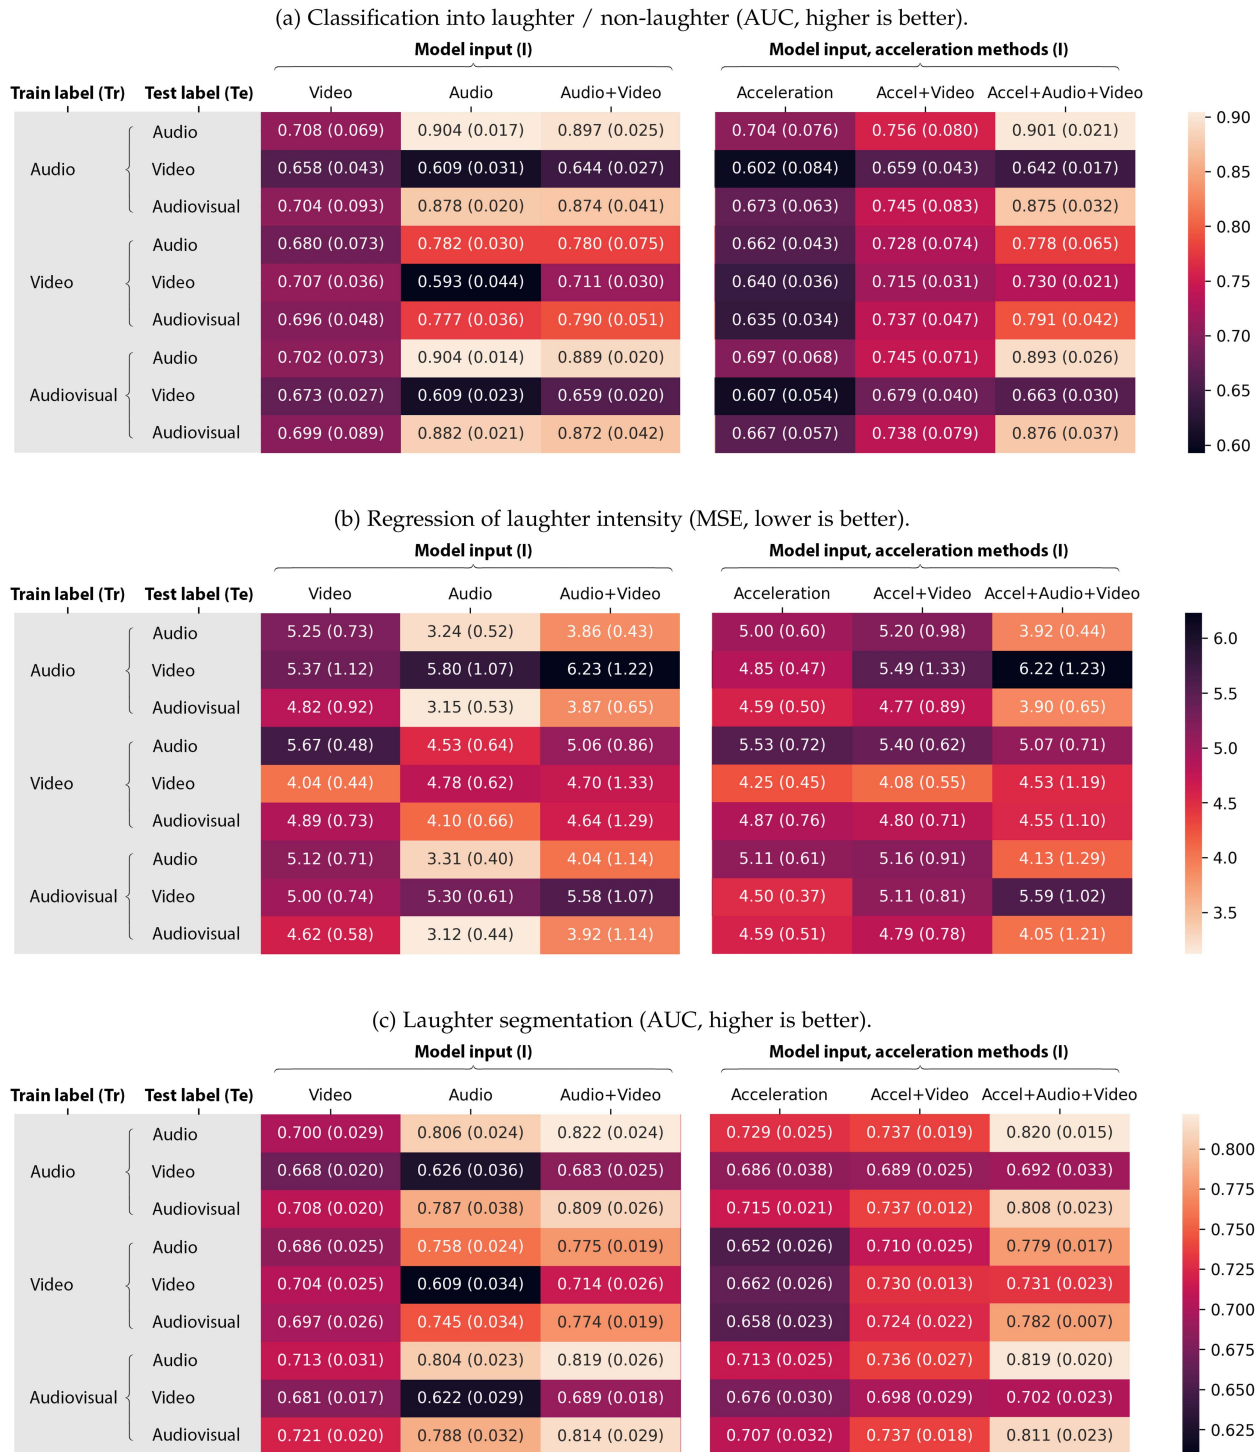 (a) Classification into laughter / non-laughter (AUC, higher is better).
Model input (I) Model input, acceleration methods (I)
Train label (Tr) Test label (Te) Video Audio Audio+Video Acceleration Accel+Video Accel+Audio+Video
Audio 0.708 (0.069) 0.904 (0.017) 0.897 (0.025) 0.704 (0.076) 0.756 (0.080) 0.901 (0.021) 0.90
Audio Video 0.658 (0.043) 0.609 (0.031) 0.644 (0.027) 0.602 (0.084) 0.659 (0.043) 0.642 (0.017)
Audiovisual 0.704 (0.093) 0.878 (0.020) 0.874 (0.041) 0.673 (0.063) 0.745 (0.083) 0.875 (0.032) 0.85
Audio 0.680 (0.073) 0.782 (0.030) 0.780 (0.075) 0.662 (0.043) 0.728 (0.074) 0.778 (0.065) 0.80
Video Video 0.707 (0.036) 0.593 (0.044) 0.711 (0.030) 0.640 (0.036) 0.715 (0.031) 0.730 (0.021) 0.75
Audiovisual 0.696 (0.048) 0.777 (0.036) 0.790 (0.051) 0.635 (0.034) 0.737 (0.047) 0.791 (0.042)
Audio 0.702 (0.073) 0.904 (0.014) 0.889 (0.020) 0.697 (0.068) 0.745 (0.071) 0.893 (0.026) 0.70
Audiovisual Video 0.673 (0.027) 0.609 (0.023) 0.659 (0.020) 0.607 (0.054) 0.679 (0.040) 0.663 (0.030) 0.65
Audiovisual 0.699 (0.089) 0.882 (0.021) 0.872 (0.042) 0.667 (0.057) 0.738 (0.079) 0.876 (0.037) 0.60
(b) Regression of laughter intensity (MSE, lower is better).
Model input (I) Model input, acceleration methods (I)
Train label (Tr) Test label (Te) Video Audio Audio+Video Acceleration Accel+Video Accel+Audio+Video
Audio 5.25 (0.73) 3.24 (0.52) 3.86 (0.43) 5.00 (0.60) 5.20 (0.98) 3.92 (0.44) 6.0
Audio Video 5.37 (1.12) 5.80 (1.07) 6.23 (1.22) 4.85 (0.47) 5.49 (1.33) 6.22 (1.23)
Audiovisual 4.82 (0.92) 3.15 (0.53) 3.87 (0.65) 4.59 (0.50) 4.77 (0.89) 3.90 (0.65) 5.5
Audio 5.67 (0.48) 4.53 (0.64) 5.06 (0.86) 5.53 (0.72) 5.40 (0.62) 5.07 (0.71) 5.0
Video Video 4.04 (0.44) 4.78 (0.62) 4.70 (1.33) 4.25 (0.45) 4.08 (0.55) 4.53 (1.19) 4.5
Audiovisual 4.89 (0.73) 4.10 (0.66) 4.64 (1.29) 4.87 (0.76) 4.80 (0.71) 4.55 (1.10)
Audio 5.12 (0.71) 3.31 (0.40) 4.04 (1.14) 5.11 (0.61) 5.16 (0.91) 4.13 (1.29) 4.0
Audiovisual Video 5.00 (0.74) 5.30 (0.61) 5.58 (1.07) 4.50 (0.37) 5.11 (0.81) 5.59 (1.02) 3.5
Audiovisual 4.62 (0.58) 3.12 (0.44) 3.92 (1.14) 4.59 (0.51) 4.79 (0.78) 4.05 (1.21)
(c) Laughter segmentation (AUC, higher is better).
Model input (I) Model input, acceleration methods (I)
Train label (Tr) Test label (Te) Video Audio Audio+Video Acceleration Accel+Video Accel+Audio+Video
Audio 0.700 (0.029) 0.806 (0.024) 0.822 (0.024) 0.729 (0.025) 0.737 (0.019) 0.820 (0.015) 0.800
Audio Video 0.668 (0.020) 0.626 (0.036) 0.683 (0.025) 0.686 (0.038) 0.689 (0.025) 0.692 (0.033) 0.775
Audiovisual 0.708 (0.020) 0.787 (0.038) 0.809 (0.026) 0.715 (0.021) 0.737 (0.012) 0.808 (0.023)
Audio 0.686 (0.025) 0.758 (0.024) 0.775 (0.019) 0.652 (0.026) 0.710 (0.025) 0.779 (0.017) 0.750
Video Video 0.704 (0.025) 0.609 (0.034) 0.714 (0.026) 0.662 (0.026) 0.730 (0.013) 0.731 (0.023) 0.725
Audiovisual 0.697 (0.026) 0.745 (0.034) 0.774 (0.019) 0.658 (0.023) 0.724 (0.022) 0.782 (0.007) 0.700
Audio 0.713 (0.031) 0.804 (0.023) 0.819 (0.026) 0.713 (0.025) 0.736 (0.027) 0.819 (0.020) 0.675
Audiovisual Video 0.681 (0.017) 0.622 (0.029) 0.689 (0.018) 0.676 (0.030) 0.698 (0.029) 0.702 (0.023) 0.650
Audiovisual 0.721 (0.020) 0.788 (0.032) 0.814 (0.029) 0.707 (0.032) 0.737 (0.018) 0.811 (0.023) 0.625